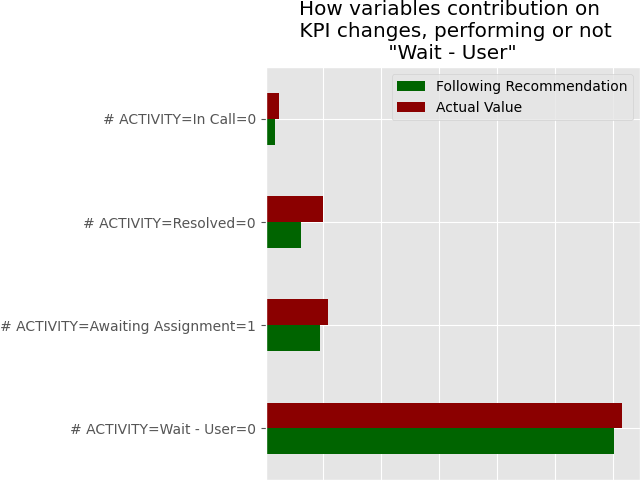 How variables contribution on
KPI changes, performing or not
"Wait - User"
Following Recommendation
Actual Value
# ACTIVITY=In Call=0
# ACTIVITY=Resolved=0
# ACTIVITY=Awaiting Assignment=1
# ACTIVITY=Wait - User=0